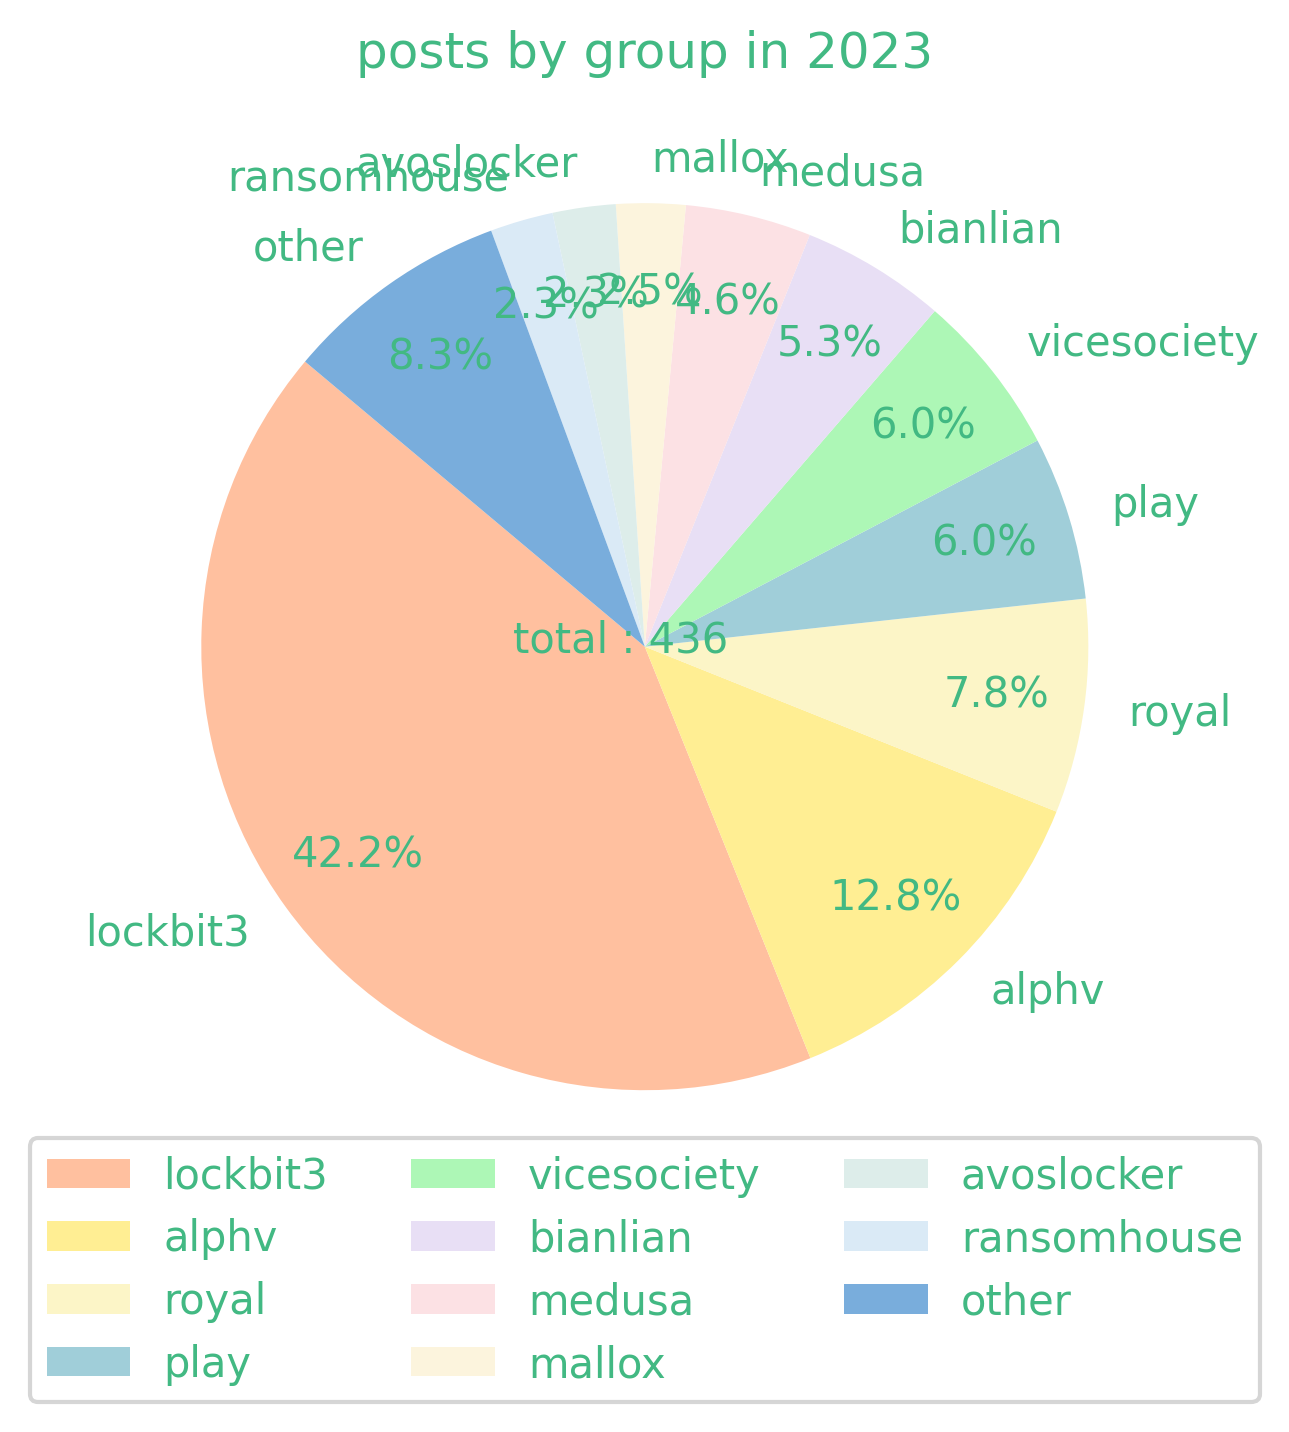 posts by group in 2023
mallox
avoslocker
medusa
ransomhouse
bianlian
other
2.5%
2.3%
4.6%
2.3%
vicesociety
5.3%
8.3%
6.0%
play
6.0%
total : 436
7.8%
royal
42.2%
12.8%
lockbit3
alphv
lockbit3
alphv
royal
play
vicesociety
bianlian
medusa
mallox
avoslocker
ransomhouse
other